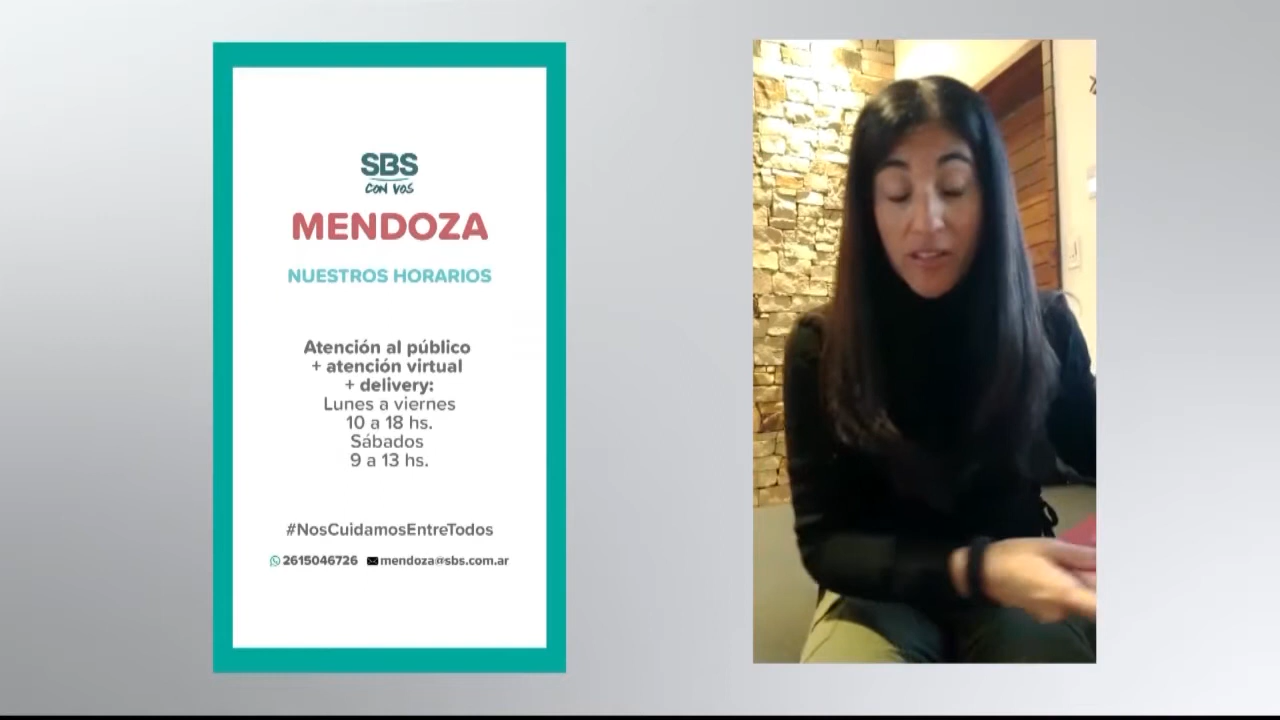 SBS
CON VOS
MENDOZA
NUESTROS HORARIOS
Atención al público
+ atención virtual
+ delivery:
Lunes a viernes
10 a 18 hs.
Sábados
9 a 13 hs.
#NosCuidamosEntreTodos
2615046726 mendoza@sbs.com.ar